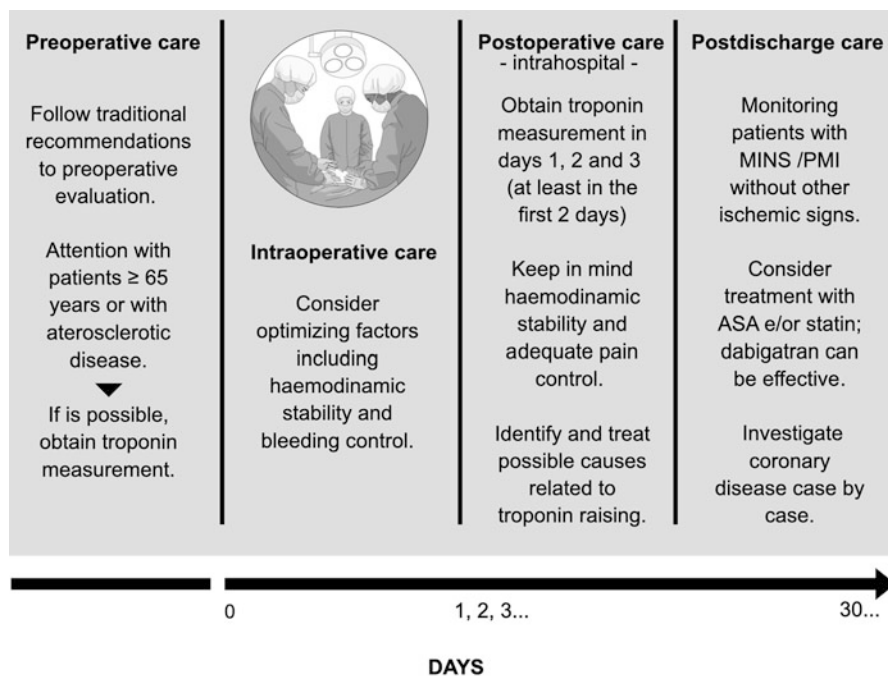 Preoperative care
Follow traditional
recommendations
to preoperative
evaluation.
Attention with
patients ≥ 65
years or with
aterosclerotic
disease.
If is possible,
obtain troponin
measurement.
Intraoperative care
Consider
optimizing factors
including
haemodinamic
stability and
bleeding control.
Postoperative care
- intrahospital -
Obtain troponin
measurement in
days 1, 2 and 3
(at least in the
first 2 days)
Keep in mind
haemodinamic
stability and
adequate pain
control.
Identify and treat
possible causes
related to
troponin raising.
Postdischarge care
Monitoring
patients with
MINS /PMI
without other
ischemic signs.
Consider
treatment with
ASA e/or statin;
dabigatran can
be effective.
Investigate
coronary
disease case by
case.
0
1, 2, 3...
30...
DAYS